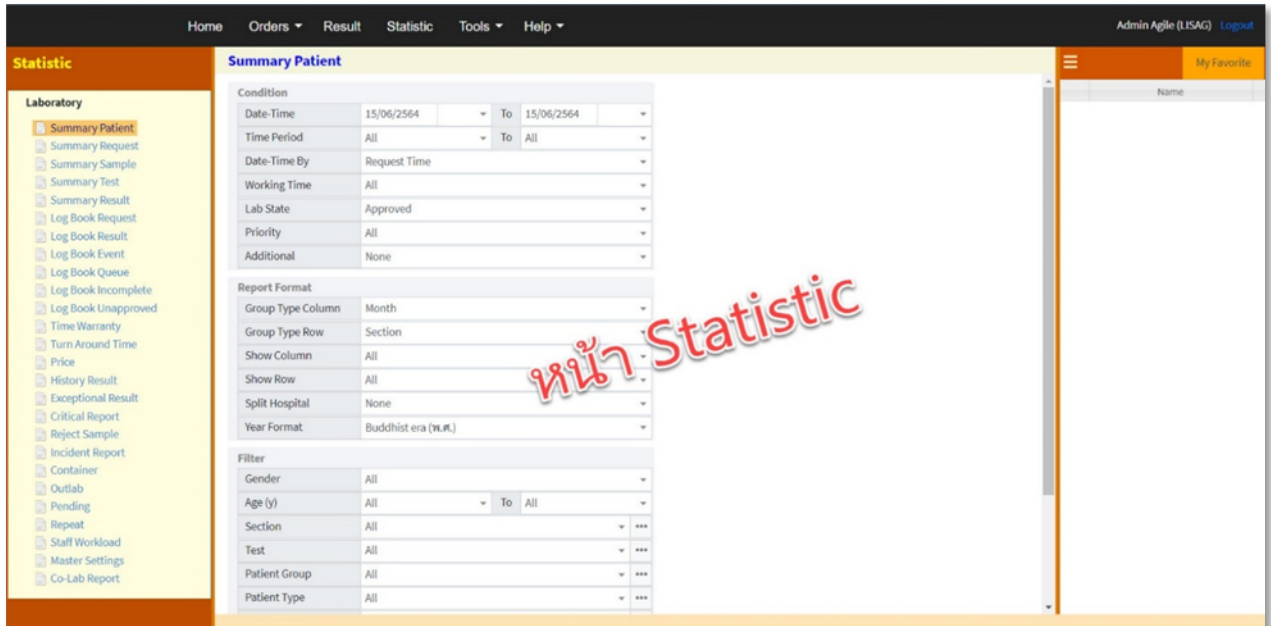 Home Orders Result Statistic Tools Help Admin Agile (LISAG) Logout
Statistic
Laboratory
Summary Patient
Summary Request
Summary Sample
Summary Test
Summary Result
Log Book Request
Log Book Result
Log Book Event
Log Book Queue
Log Book Incomplete
Log Book Unapproved
Time Warranty
Turn Around Time
Price
History Result
Exceptional Result
Critical Report
Reject Sample
Incident Report
Container
Outlab
Pending
Repeat
Staff Workload
Master Settings
Co-Lab Report
Summary Patient
Condition
Date-Time 15/06/2564 To 15/06/2564
Time Period All To All
Date-Time By Request Time
Working Time All
Lab State Approved
Priority All
Additional None
Report Format
Group Type Column Month
Group Type Row Section
Show Column All
Show Row All
Split Hospital None
Year Format Buddhist era (พ.ศ.)
Filter
Gender All
Age (y) All To All
Section All
Test All
Patient Group All
Patient Type All
หน้า Statistic
My Favorite
Name